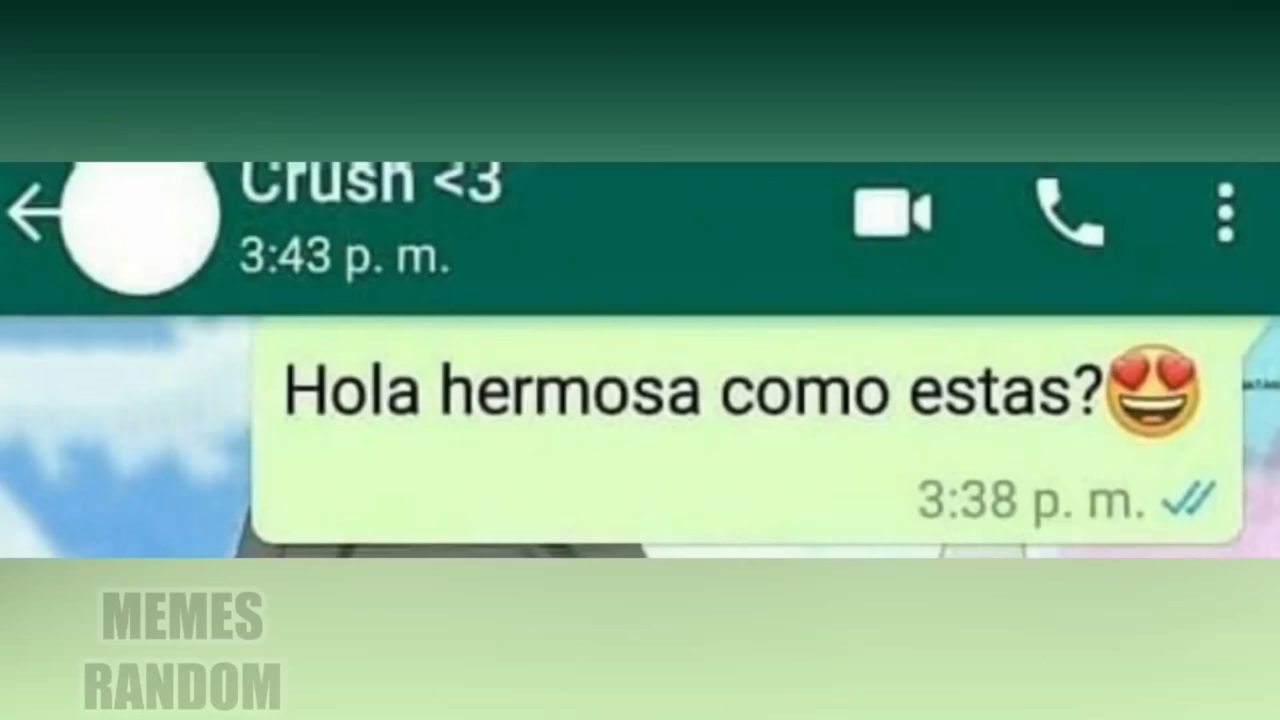 Crush <3
3:43 p. m.
Hola hermosa como estas?😍
3:38 p. m.
MEMES
RANDOM